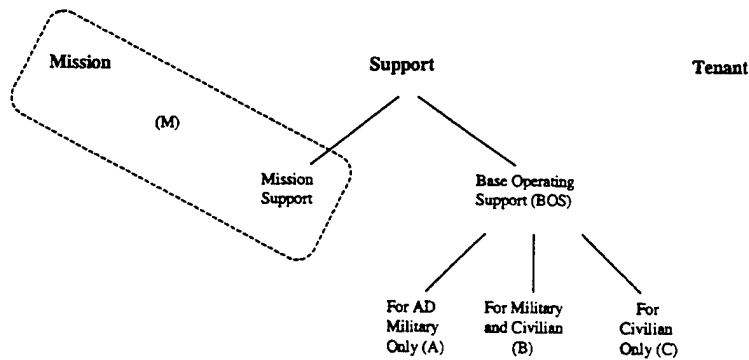 Mission
Support
Tenant
(M)
Mission
Support
Base Operating
Support (BOS)
For AD
Military
Only (A)
For Military
and Civilian
(B)
For
Civilian
Only (C)